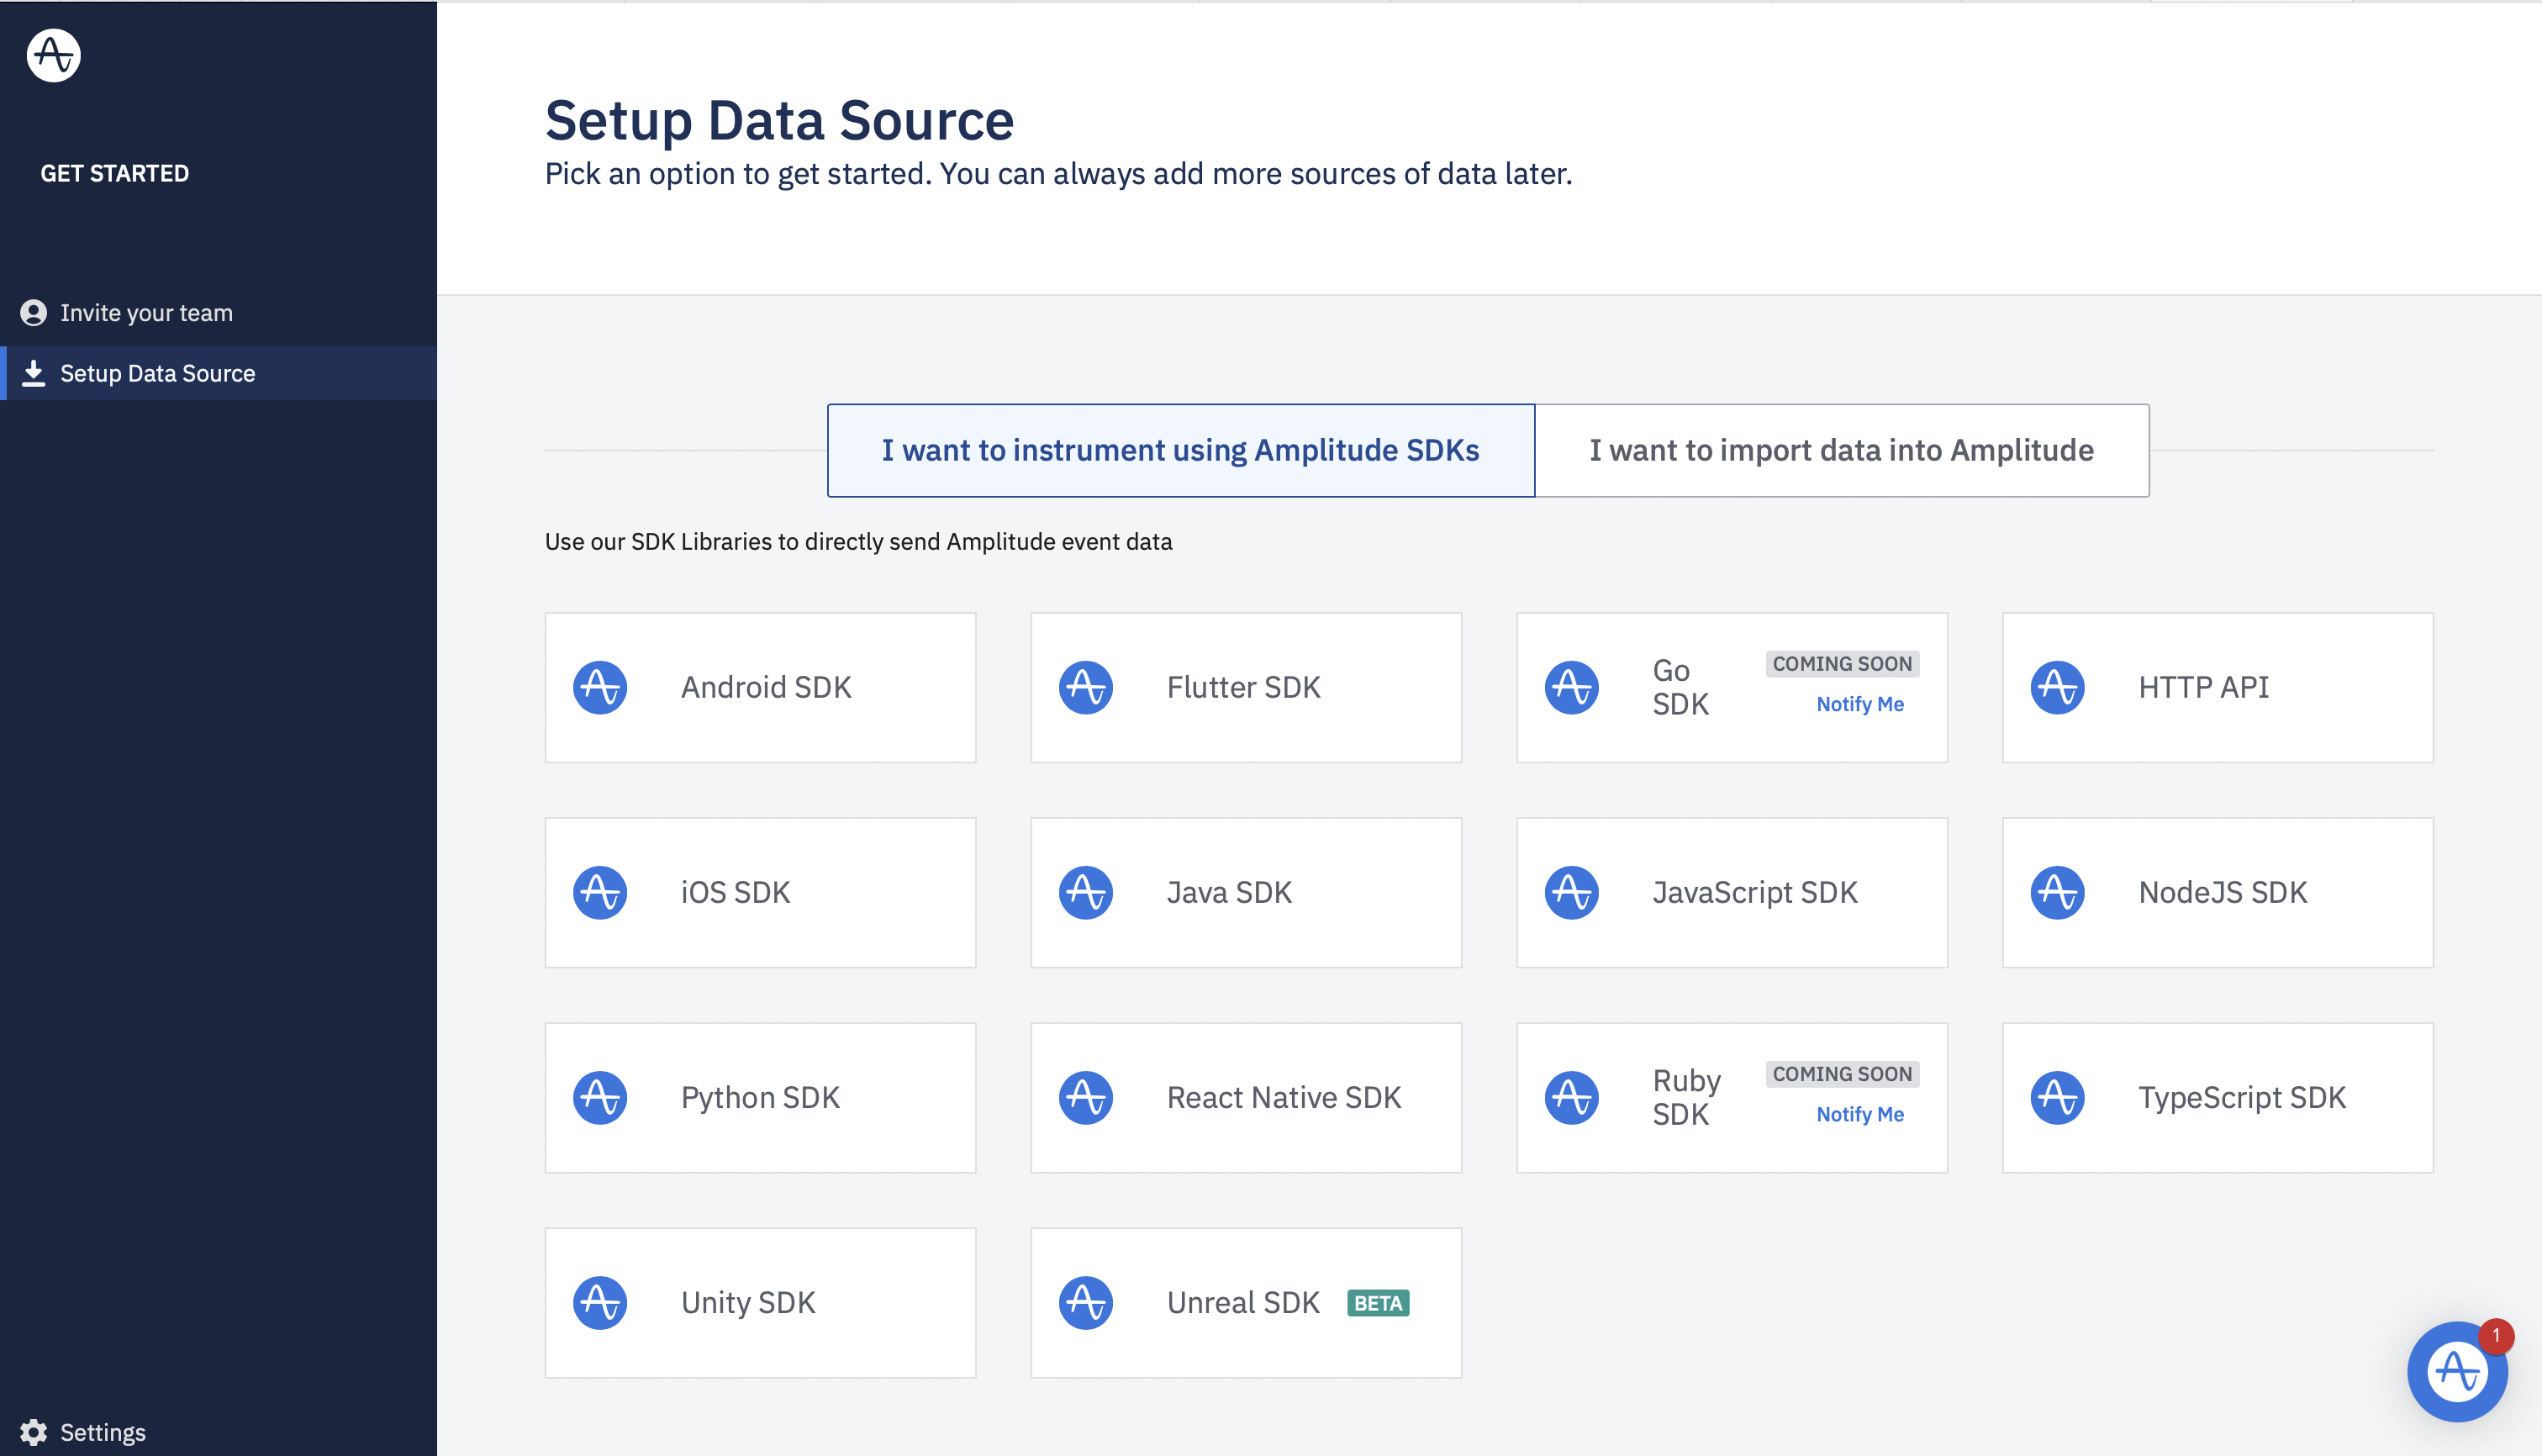 GET STARTED
Invite your team
Setup Data Source
Settings
Setup Data Source
Pick an option to get started. You can always add more sources of data later.
I want to instrument using Amplitude SDKs
I want to import data into Amplitude
Use our SDK Libraries to directly send Amplitude event data
Android SDK
Flutter SDK
Go
SDK
COMING SOON
Notify Me
HTTP API
iOS SDK
Java SDK
JavaScript SDK
NodeJS SDK
Python SDK
React Native SDK
Ruby
SDK
COMING SOON
Notify Me
TypeScript SDK
Unity SDK
Unreal SDK
BETA
1